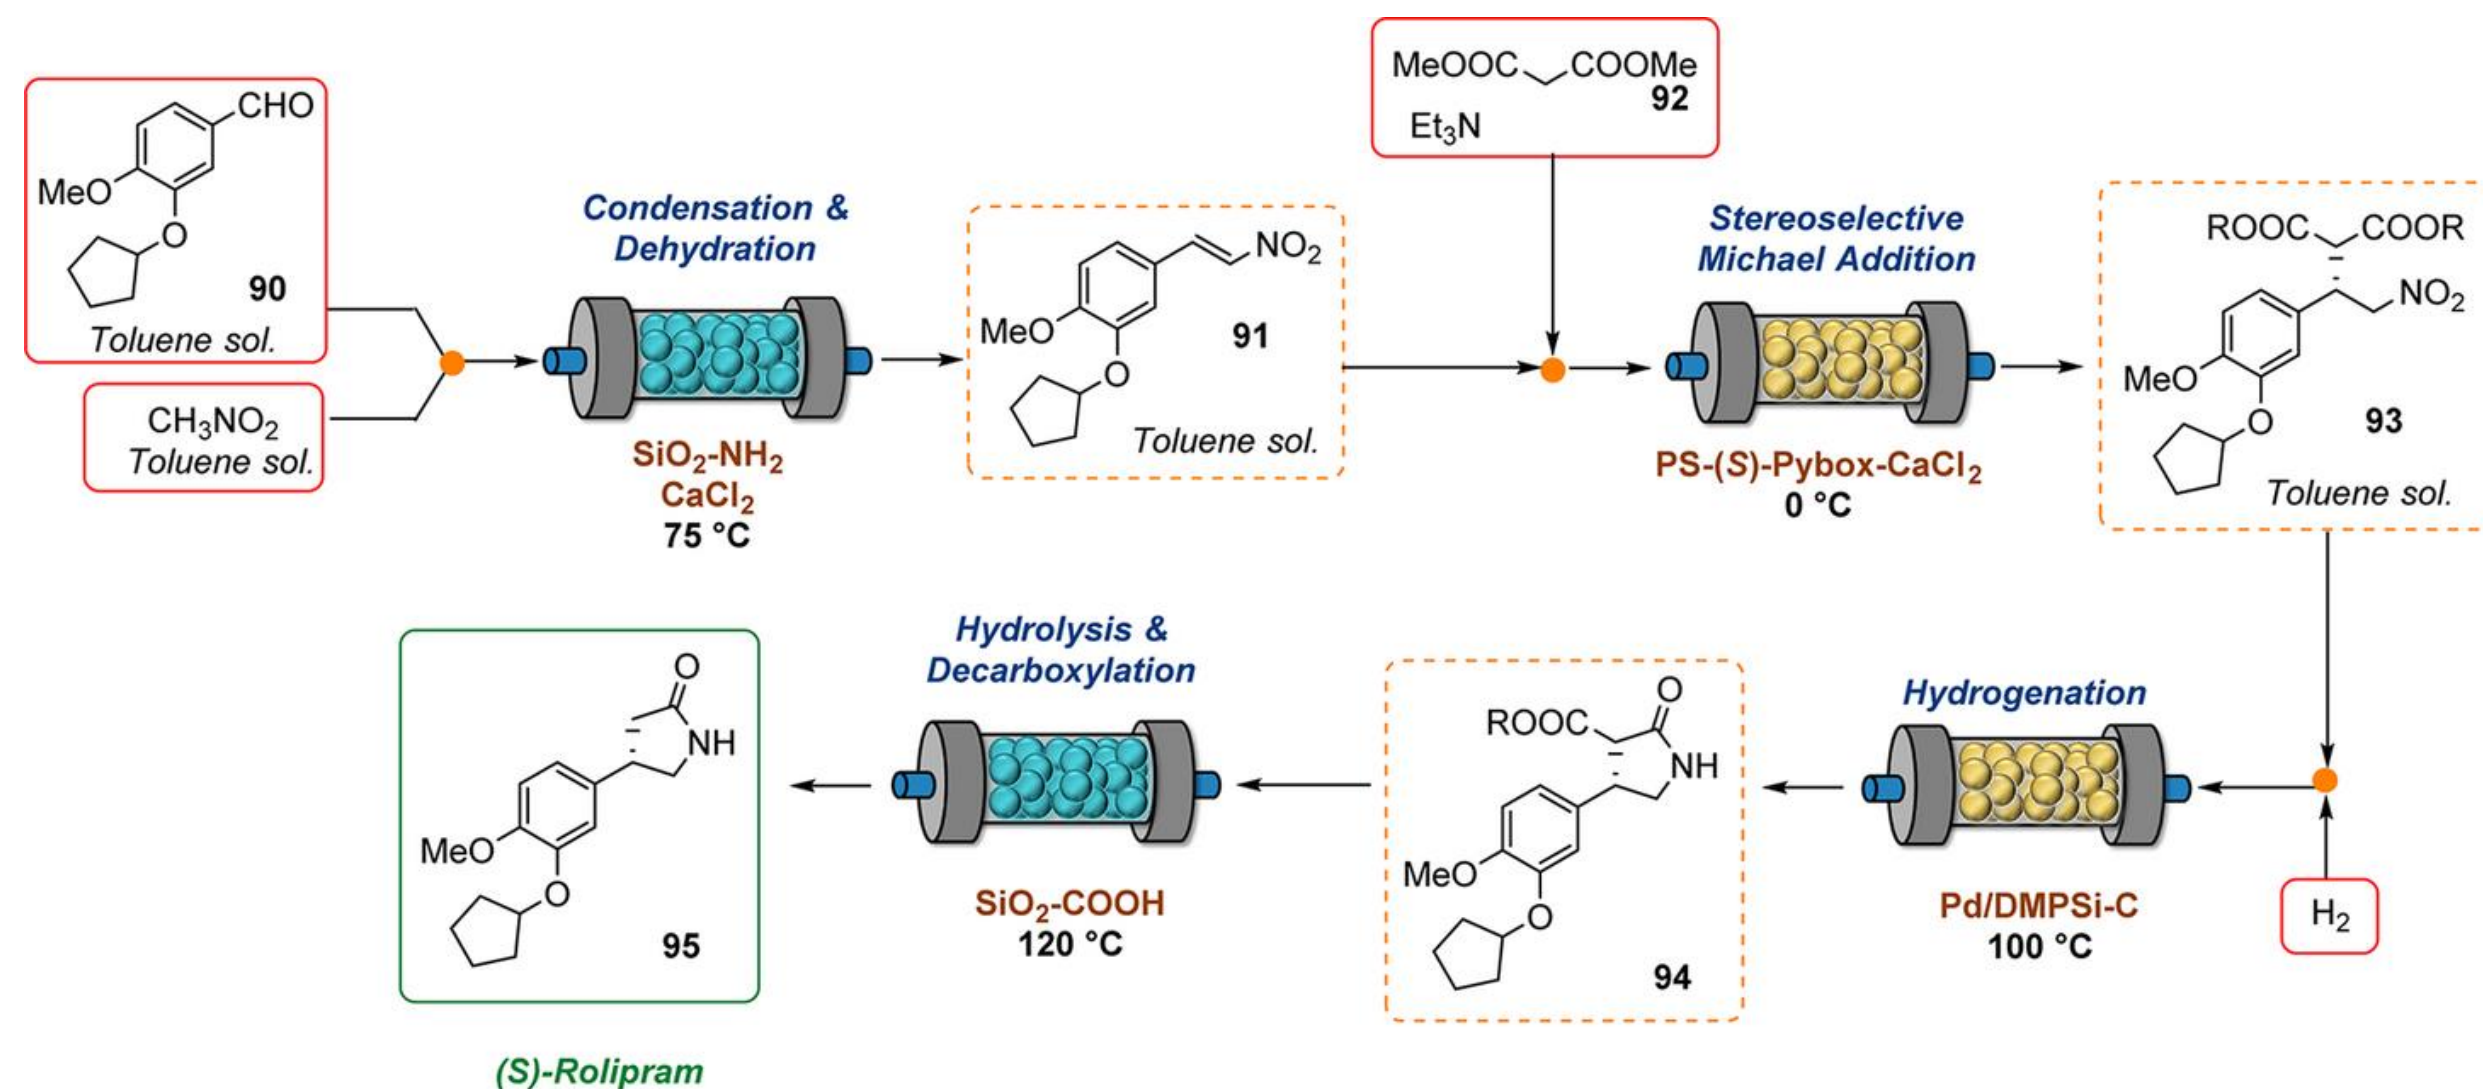 CHO
MeO
O
90
Toluene sol.
CH₃NO₂
Toluene sol.
Condensation &
Dehydration
SiO₂-NH₂
CaCl₂
75 °C
NO₂
MeO
91
O
Toluene sol.
MeOOC COOMe
92
Et₃N
Stereoselective
Michael Addition
PS-(S)-Pybox-CaCl₂
0 °C
ROOC COOR
NO₂
MeO
O
93
Toluene sol.
H₂
Hydrogenation
Pd/DMPSi-C
100 °C
O
ROOC
NH
MeO
O
94
Hydrolysis &
Decarboxylation
SiO₂-COOH
120 °C
O
NH
MeO
O
95
(S)-Rolipram